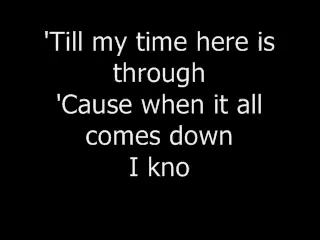 'Till my time here is
through
'Cause when it all
comes down
I kno